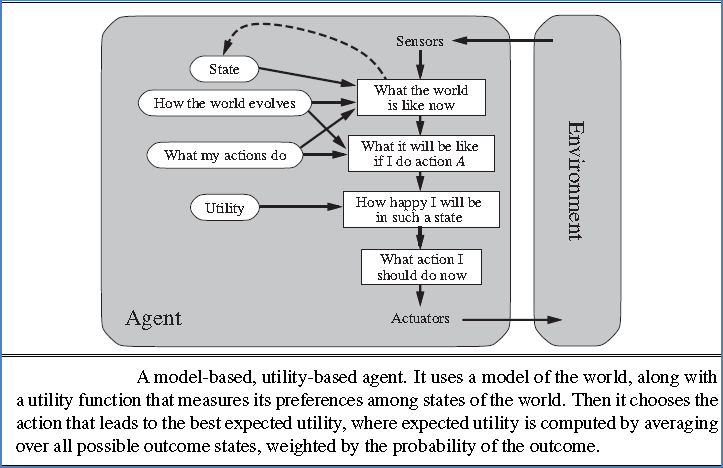 Sensors
State
What the world
is like now
How the world evolves
What it will be like
if I do action A
What my actions do
How happy I will be
in such a state
Utility
What action I
should do now
Agent
Actuators
Environment
A model-based, utility-based agent. It uses a model of the world, along with
a utility function that measures its preferences among states of the world. Then it chooses the
action that leads to the best expected utility, where expected utility is computed by averaging
over all possible outcome states, weighted by the probability of the outcome.